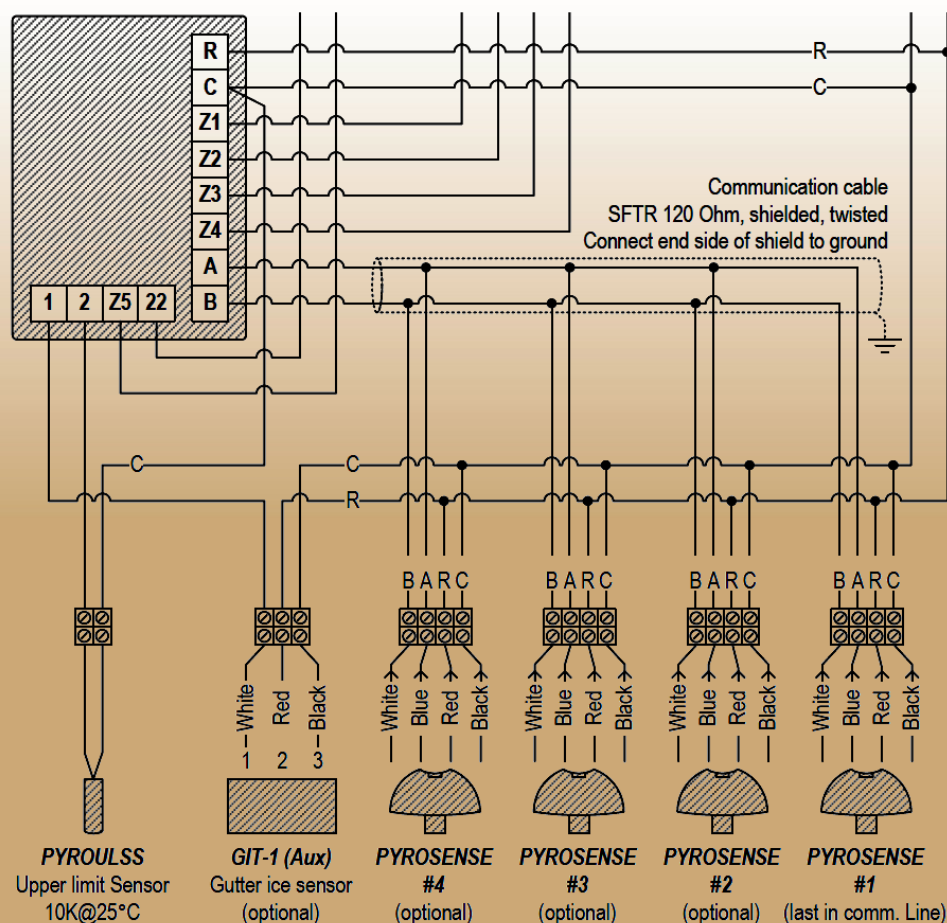 R
R
C
C
Z1
Z2
Z3
Communication cable
SFTR 120 Ohm, shielded, twisted
Z4
Connect end side of shield to ground
A
1 2 Z5 22
B
C
C
R
B A R C
B A R C
B A R C
B A R C
White
Red
Black
White
Blue
Red
Black
White
Blue
Red
Black
White
Blue
Red
Black
White
Blue
Red
Black
1 2 3
PYROULSS
Upper limit Sensor
10K@25°C
GIT-1 (Aux)
Gutter ice sensor
(optional)
PYROSENSE
#4
(optional)
PYROSENSE
#3
(optional)
PYROSENSE
#2
(optional)
PYROSENSE
#1
(last in comm. Line)